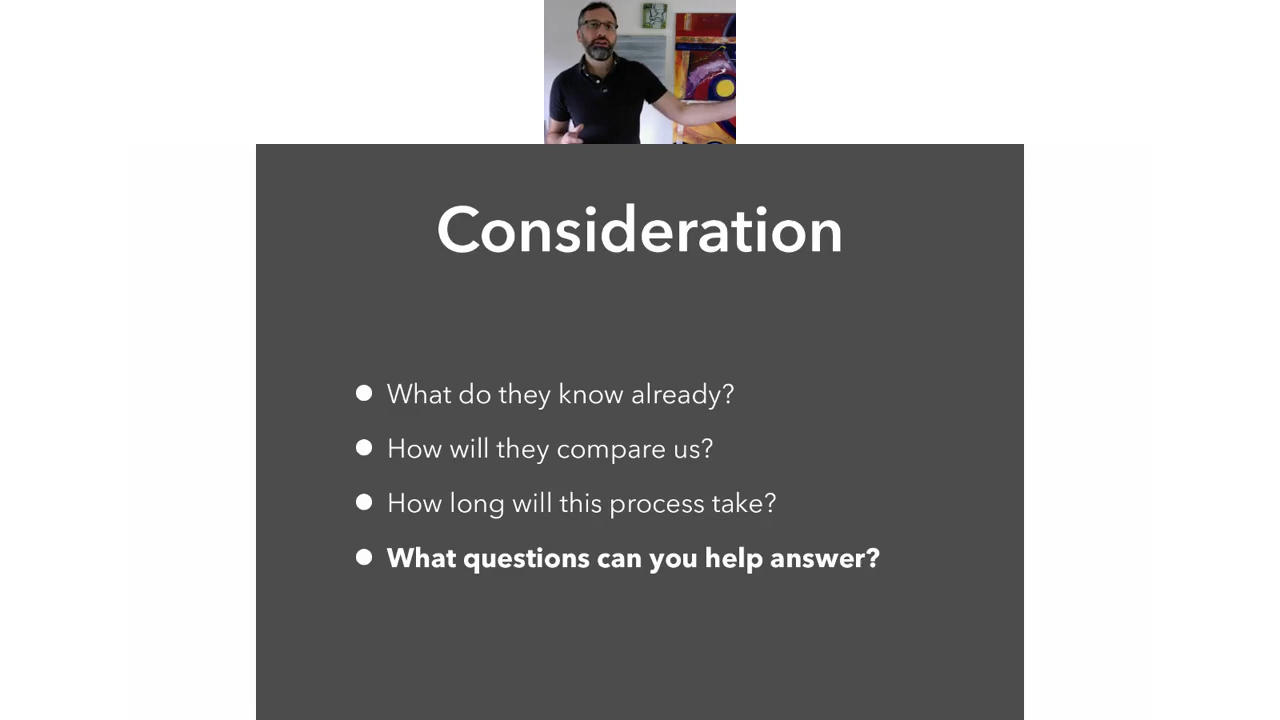 Consideration
What do they know already?
How will they compare us?
How long will this process take?
What questions can you help answer?